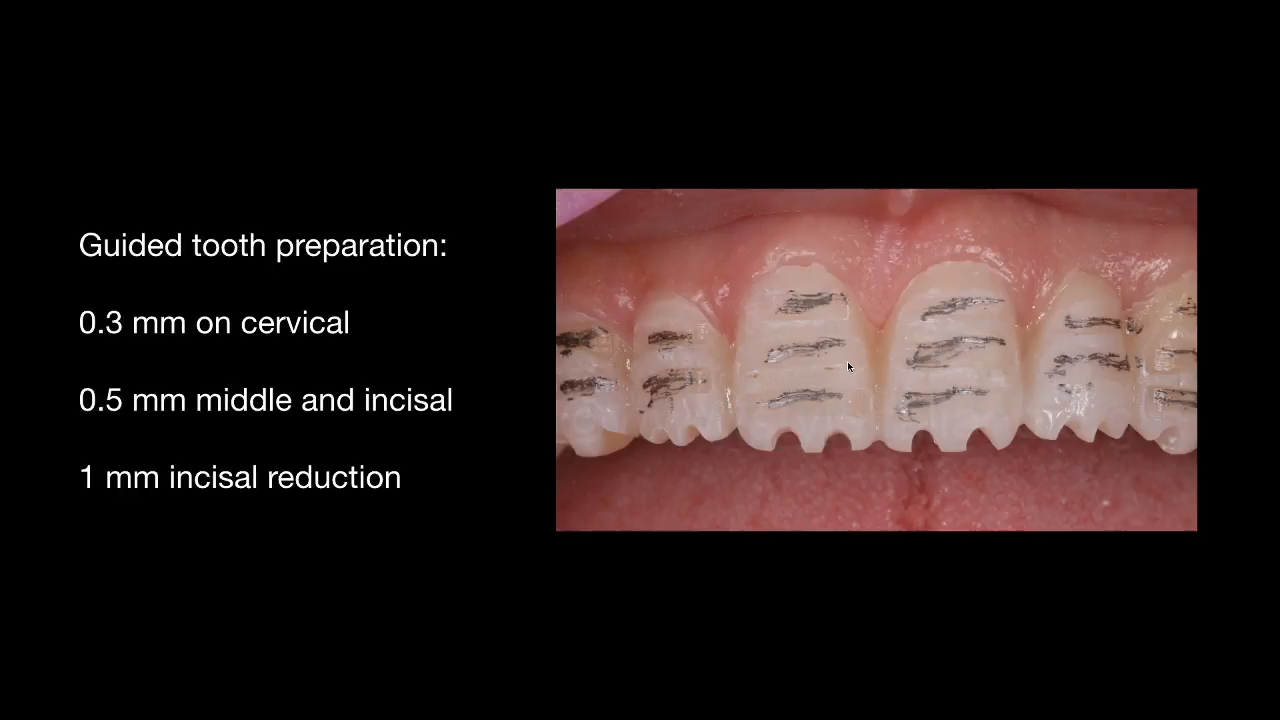 Guided tooth preparation:
0.3 mm on cervical
0.5 mm middle and incisal
1 mm incisal reduction